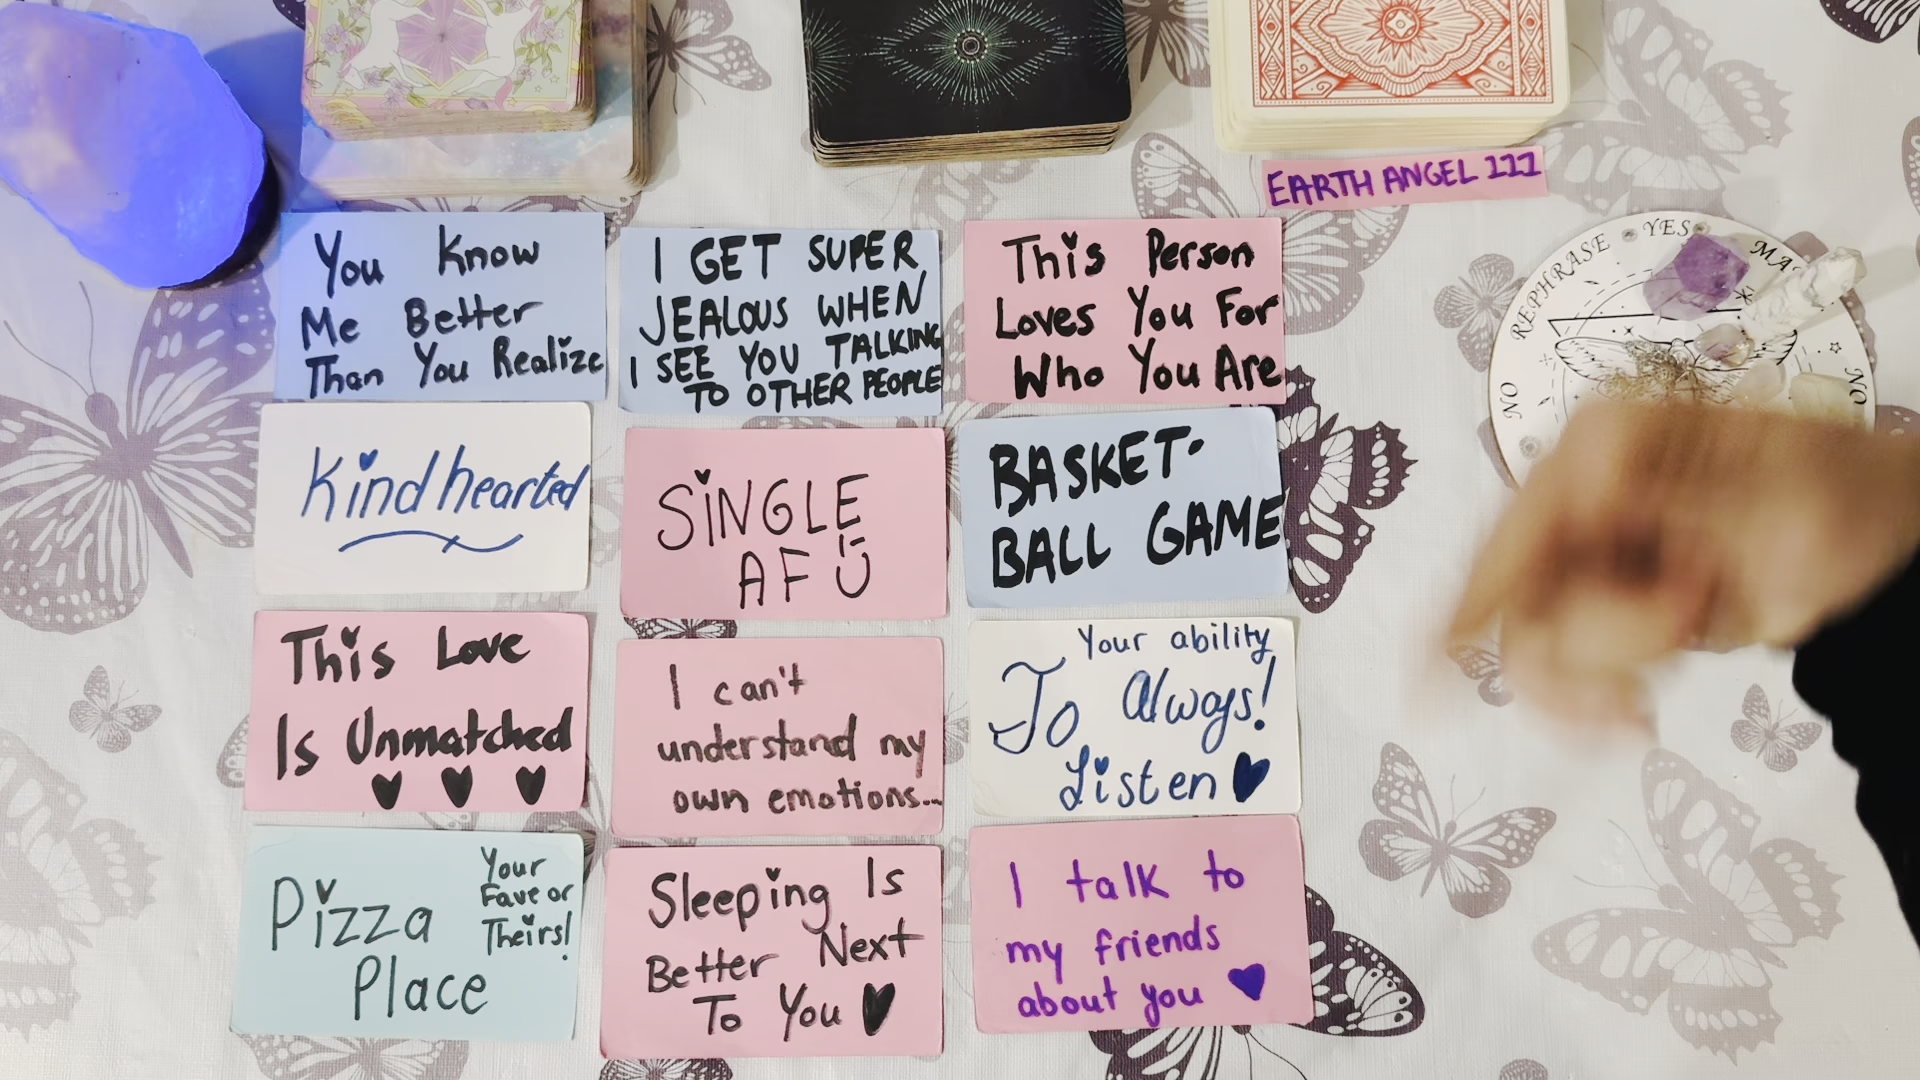 EARTH ANGEL 111
You Know
Me Better
Than You Realize
I GET SUPER
JEALOUS WHEN
I SEE YOU TALKING
TO OTHER PEOPLE
This Person
Loves You For
Who You Are
REPHRASE
YES
NO
NO
Kindhearted
SiNGLE
AF
BASKET-
BALL GAME
This Love
Is Unmatched
I can't
understand my
own emotions...
Your ability
To Always!
Listen
Pizza
Place
Your
Fave or
Theirs!
Sleeping Is
Better Next
To You
I talk to
my friends
about you